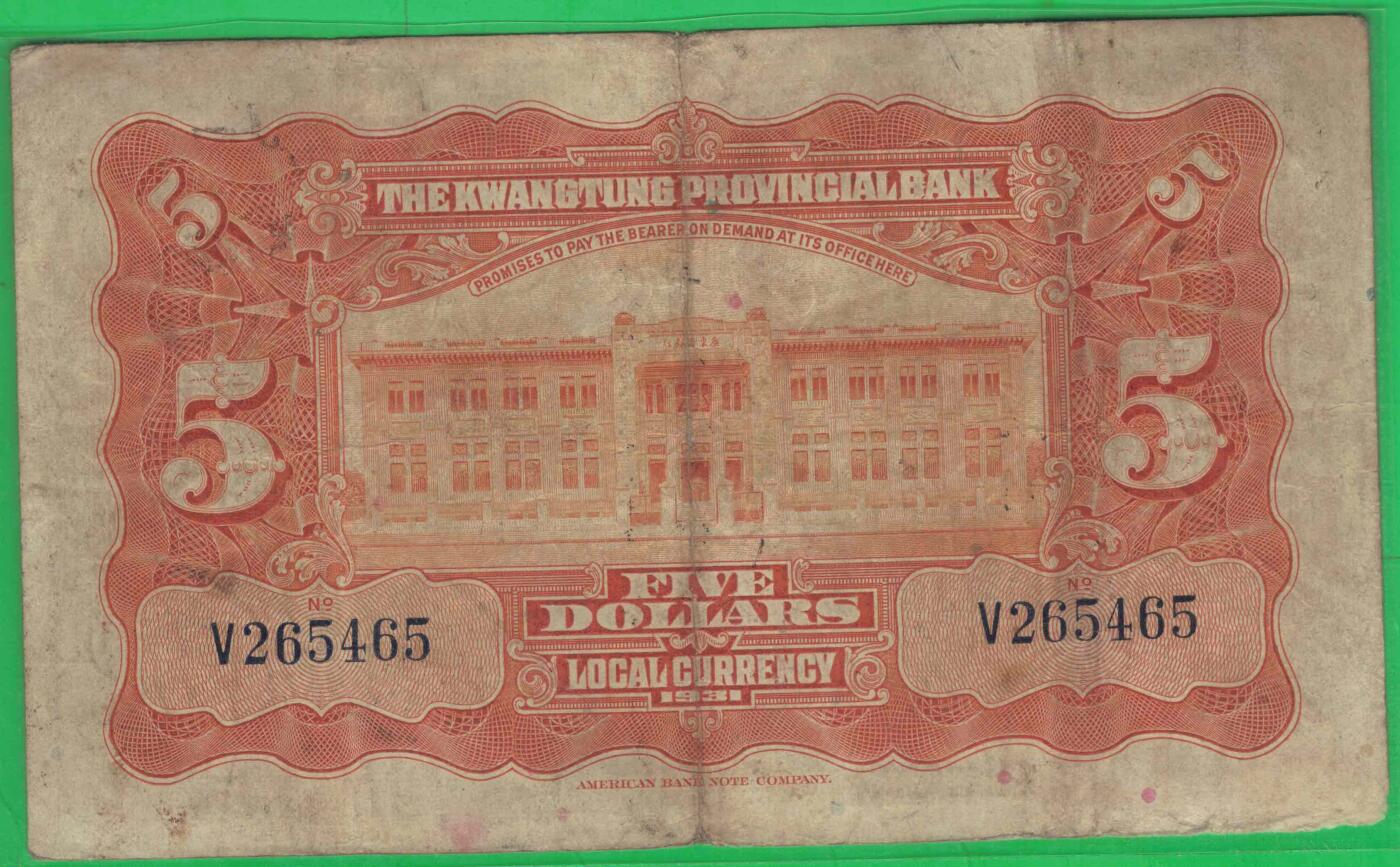 THE KWANGTUNG PROVINCIAL BANK
PROMISES TO PAY THE BEARER ON DEMAND AT ITS OFFICE HERE
5
5
5
5
FIVE
DOLLARS
LOCAL CURRENCY
1931
Nº
V265465
Nº
V265465
AMERICAN BANK NOTE COMPANY.